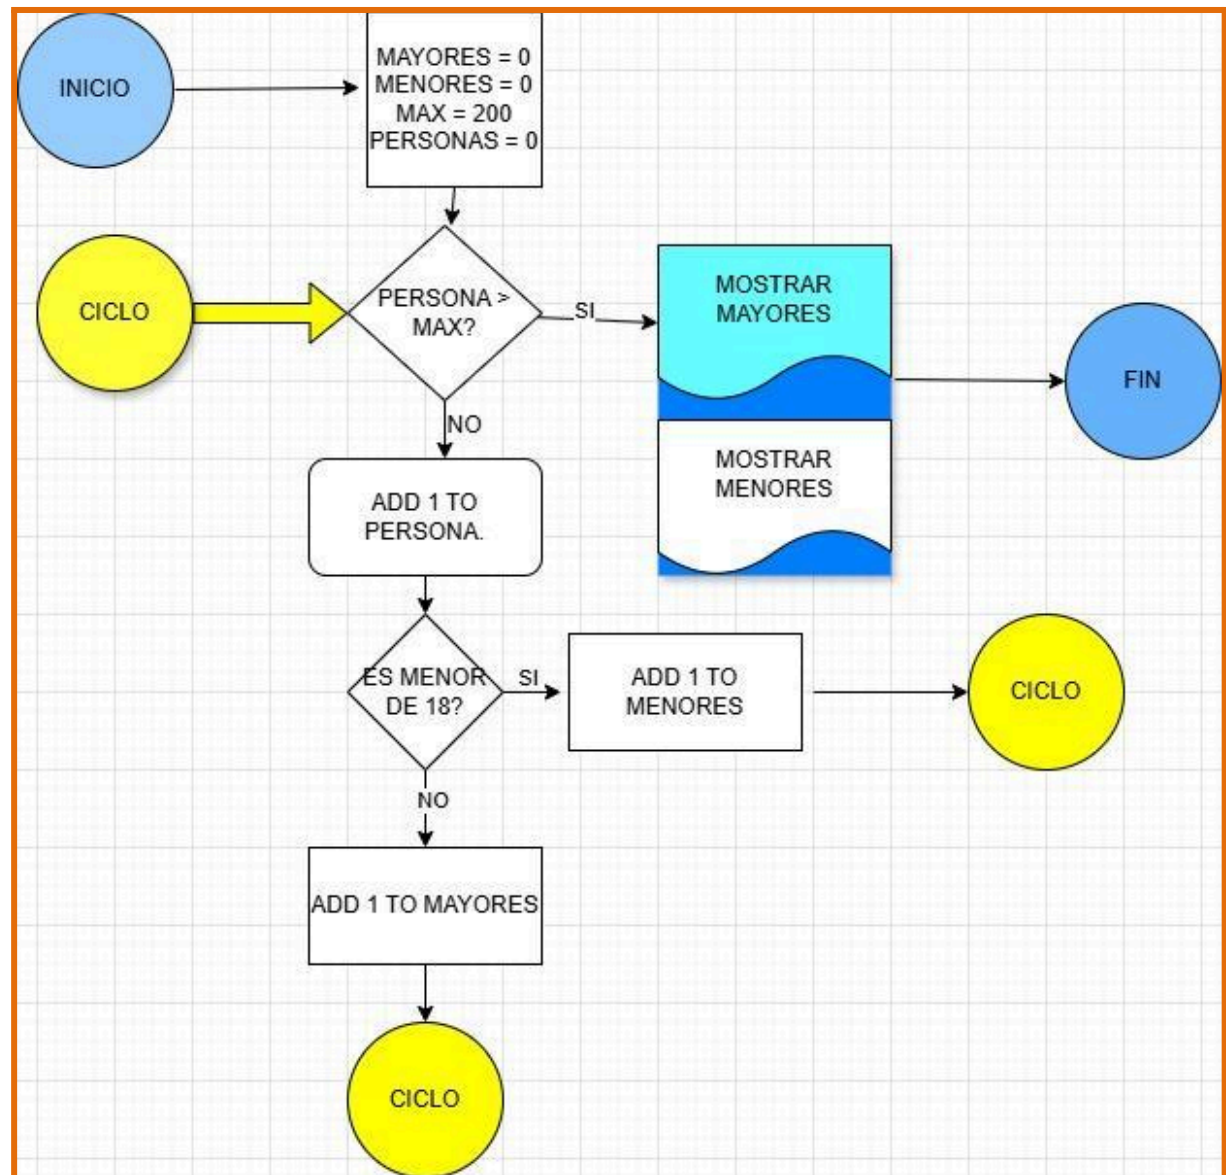 INICIO
MAYORES = 0
MENORES = 0
MAX = 200
PERSONAS = 0
CICLO
PERSONA >
MAX?
SI
MOSTRAR
MAYORES
FIN
NO
MOSTRAR
MENORES
ADD 1 TO
PERSONA.
ES MENOR
DE 18?
SI
ADD 1 TO
MENORES
CICLO
NO
ADD 1 TO MAYORES
CICLO